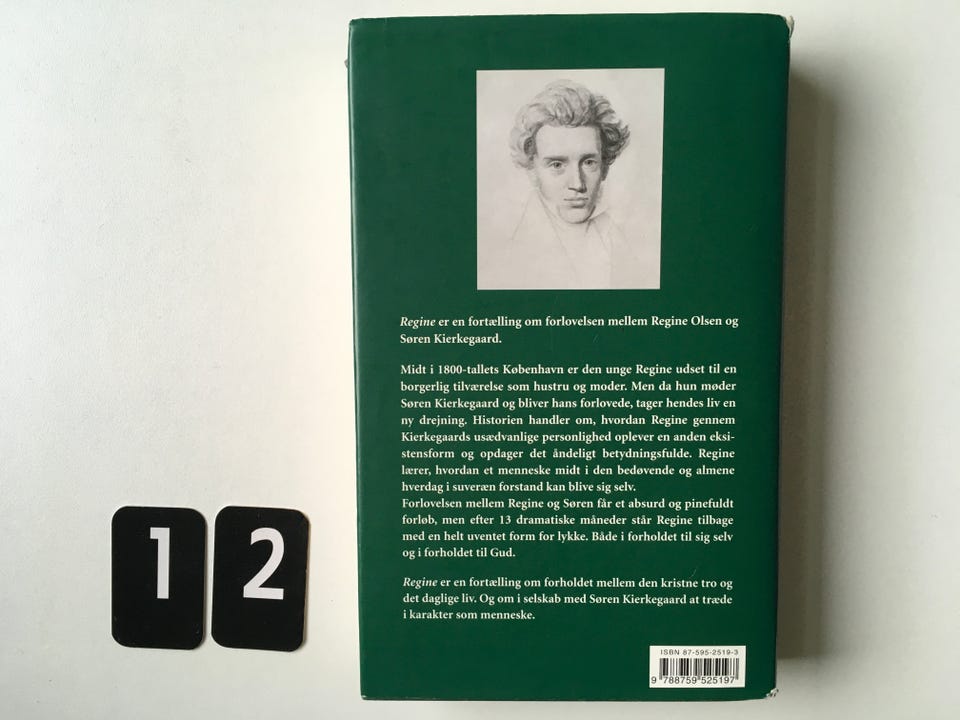 Regine er en fortælling om forlovelsen mellem Regine Olsen og
Søren Kierkegaard.
Midt i 1800-tallets København er den unge Regine udset til en
borgerlig tilværelse som hustru og moder. Men da hun møder
Søren Kierkegaard og bliver hans forlovede, tager hendes liv en
ny drejning. Historien handler om, hvordan Regine gennem
Kierkegaards usædvanlige personlighed oplever en anden eksi-
stensform og opdager det åndeligt betydningsfulde. Regine
lærer, hvordan et menneske midt i den bedøvende og almene
hverdag i suveræn forstand kan blive sig selv.
Forlovelsen mellem Regine og Søren får et absurd og pinefuldt
forløb, men efter 13 dramatiske måneder står Regine tilbage
med en helt uventet form for lykke. Både i forholdet til sig selv
og i forholdet til Gud.
Regine er en fortælling om forholdet mellem den kristne tro og
det daglige liv. Og om i selskab med Søren Kierkegaard at træde
i karakter som menneske.
ISBN 87-595-2519-3
9 788759 525197
1 2